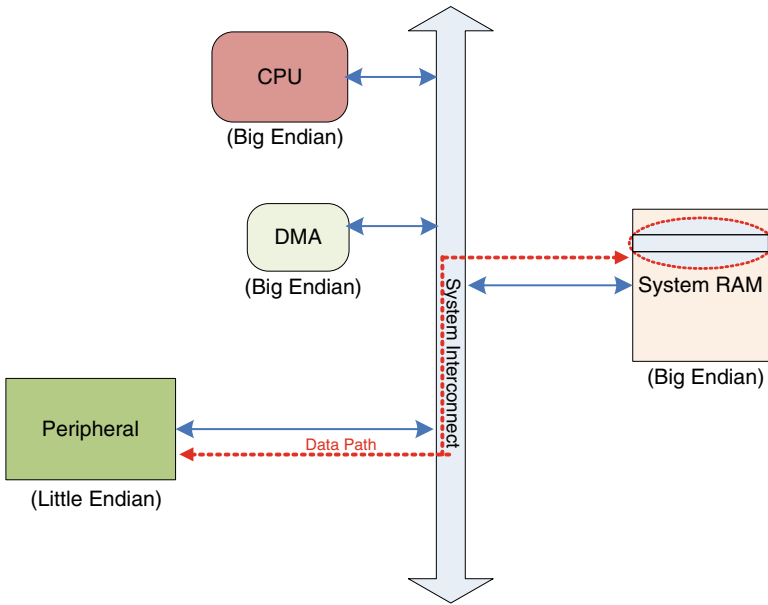 CPU
(Big Endian)
DMA
(Big Endian)
System Interconnect
System RAM
(Big Endian)
Peripheral
Data Path
(Little Endian)